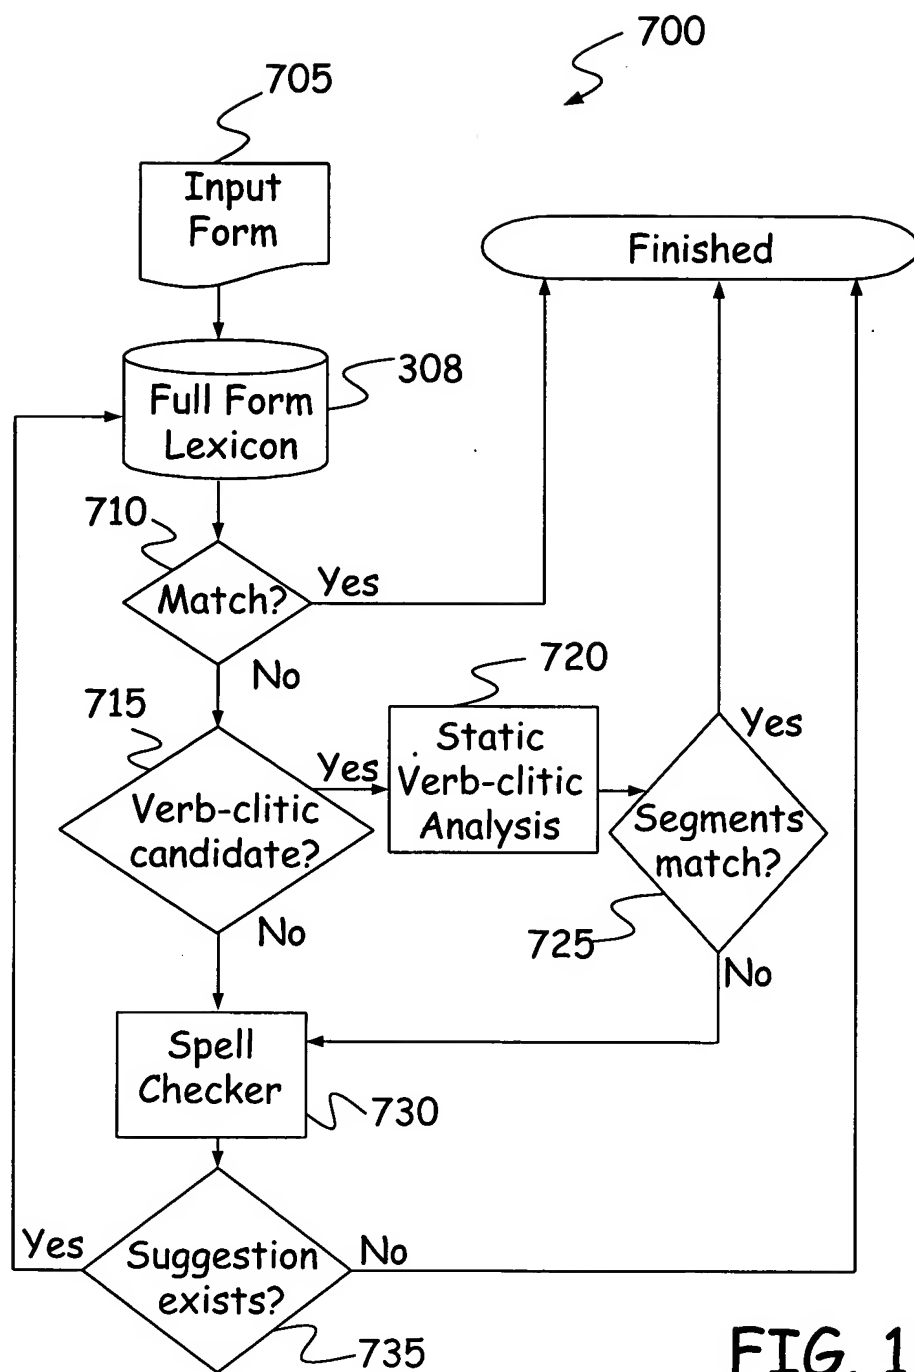 700
705
Input
Form
Finished
308
Full Form
Lexicon
710
Match?
Yes
No
720
715
Yes
Static
Verb-clitic
Analysis
Yes
Verb-clitic
candidate?
Segments
match?
No
725
No
Spell
Checker
730
Yes
Suggestion
exists?
No
735
FIG. 1